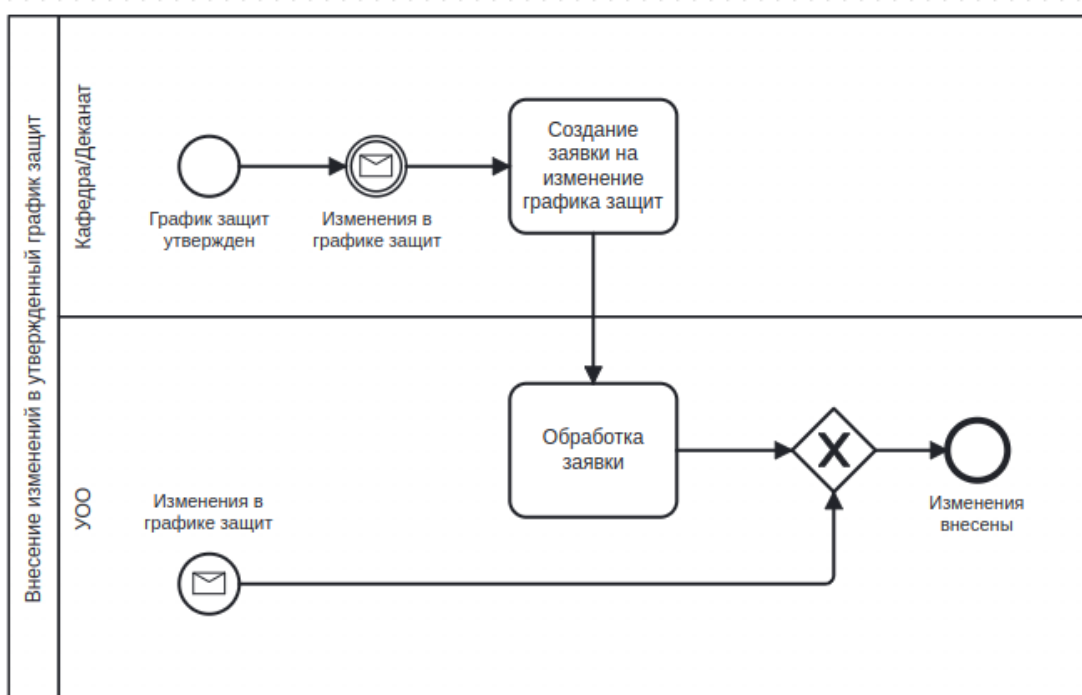 Внесение изменений в утвержденный график защит
Кафедра/Деканат
График защит
утвержден
Изменения в
графике защит
Создание
заявки на
изменение
графика защит
УОО
Изменения в
графике защит
Обработка
заявки
X
Изменения
внесены